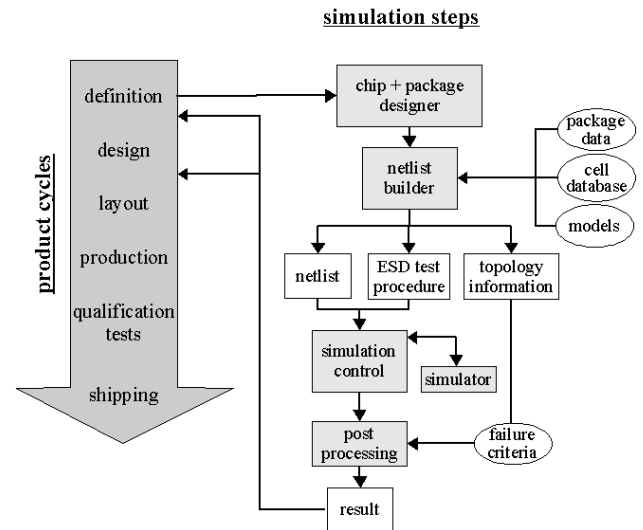 simulation steps
product cycles
definition
design
layout
production
qualification
tests
shipping
chip + package
designer
netlist
builder
package
data
cell
database
models
netlist
ESD test
procedure
topology
information
simulation
control
simulator
post
processing
failure
criteria
result